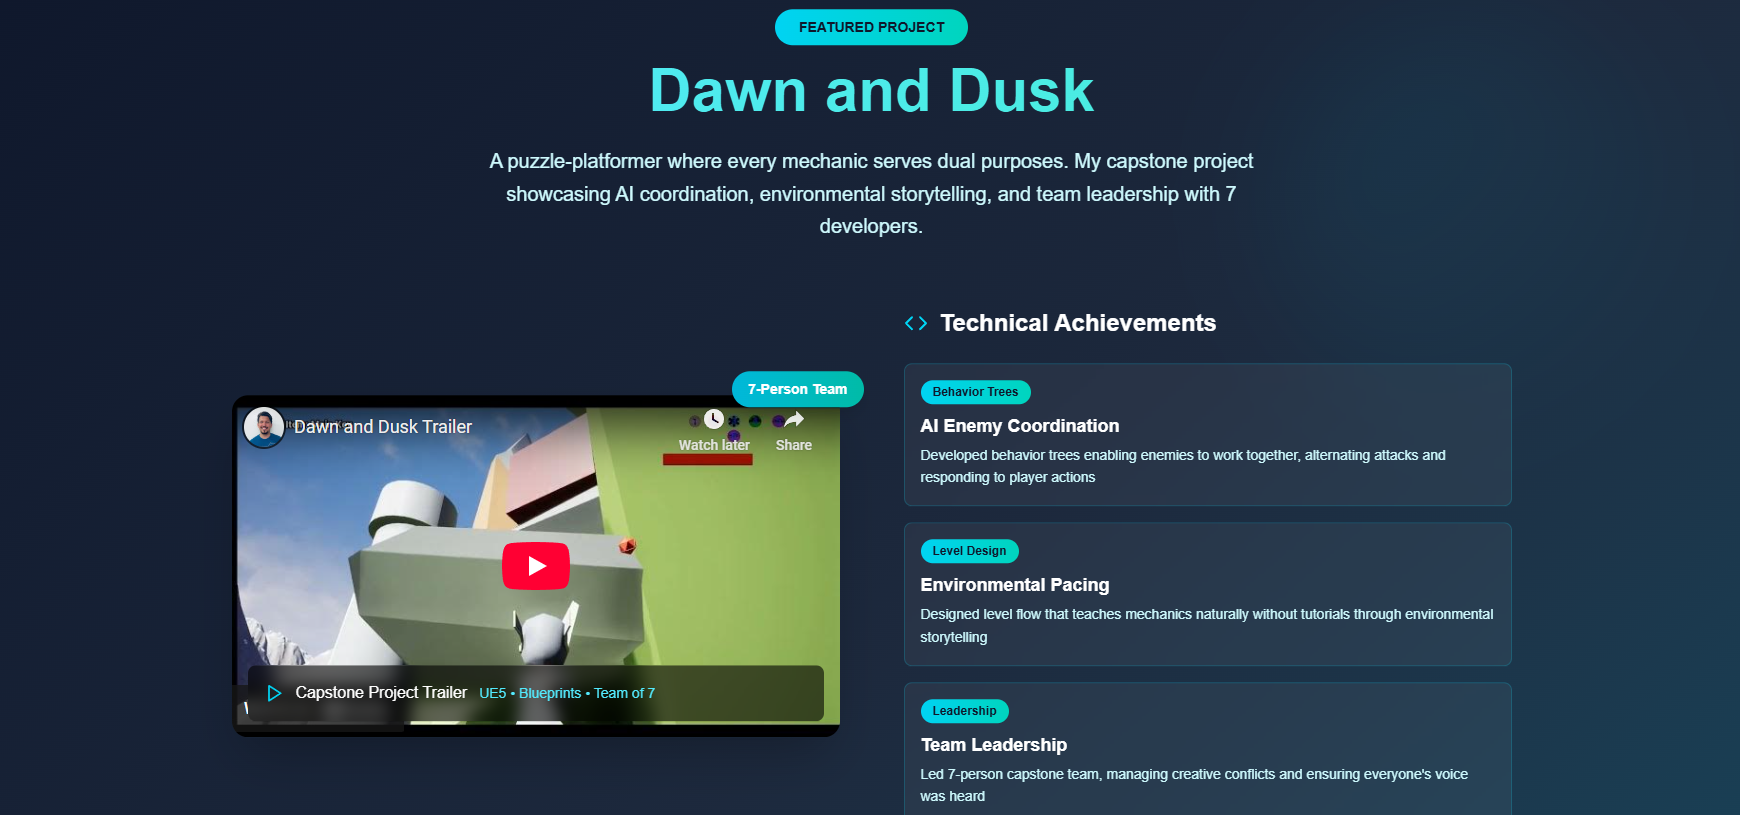 FEATURED PROJECT
Dawn and Dusk
A puzzle-platformer where every mechanic serves dual purposes. My capstone project
showcasing AI coordination, environmental storytelling, and team leadership with 7
developers.
7-Person Team
Dawn and Dusk Trailer
Watch later
Share
Capstone Project Trailer UE5 • Blueprints • Team of 7
Technical Achievements
Behavior Trees
AI Enemy Coordination
Developed behavior trees enabling enemies to work together, alternating attacks and
responding to player actions
Level Design
Environmental Pacing
Designed level flow that teaches mechanics naturally without tutorials through environmental
storytelling
Leadership
Team Leadership
Led 7-person capstone team, managing creative conflicts and ensuring everyone's voice
was heard